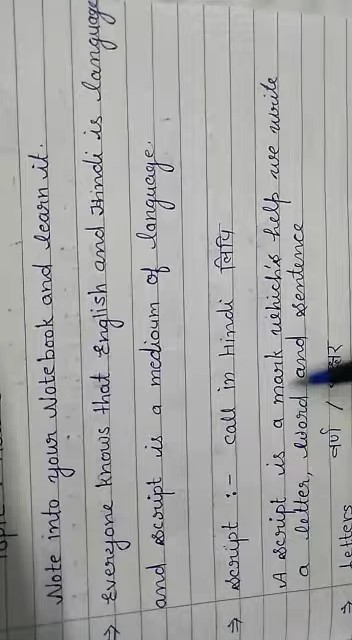 Note into your Notebook and learn it.
⇒ Everyone knows that English and Hindi is language
and script is a medioum of language.
⇒ Script :- call in Hindi लिपि
A script is a mark which's help we write
a letter, word and sentence
⇒ Letters वर्ण /